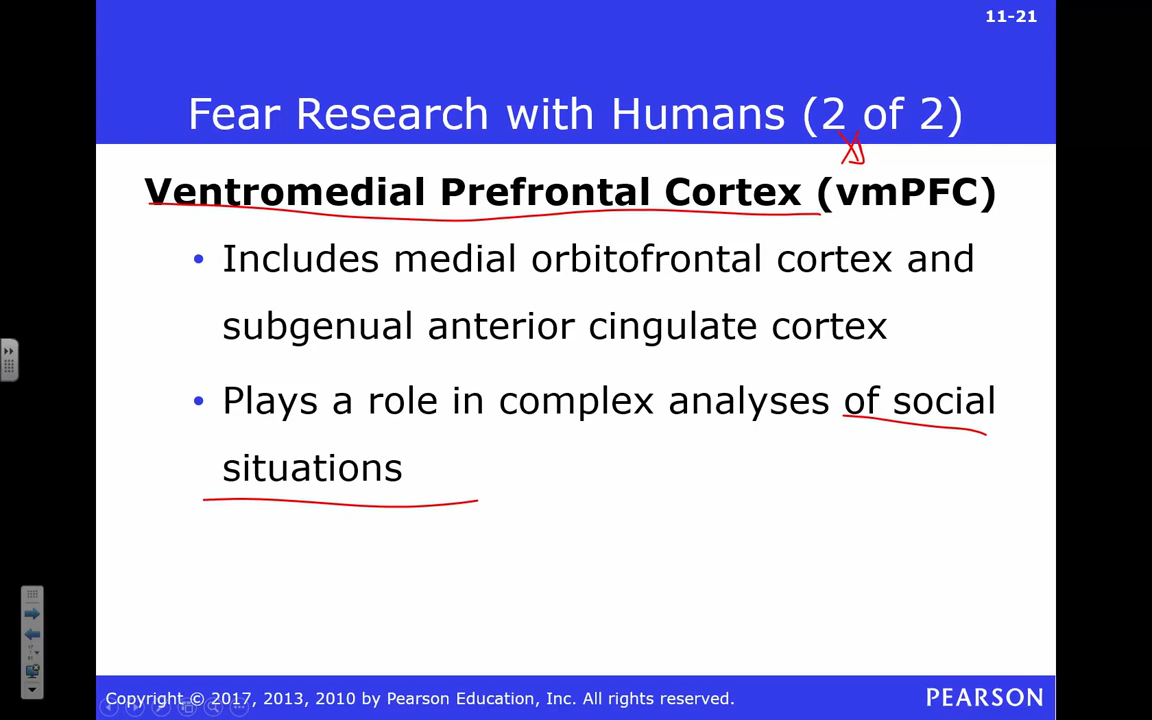 11-21
Fear Research with Humans (2 of 2)
Ventromedial Prefrontal Cortex (vmPFC)
• Includes medial orbitofrontal cortex and
subgenual anterior cingulate cortex
• Plays a role in complex analyses of social
situations
Copyright © 2017, 2013, 2010 by Pearson Education, Inc. All rights reserved.
PEARSON